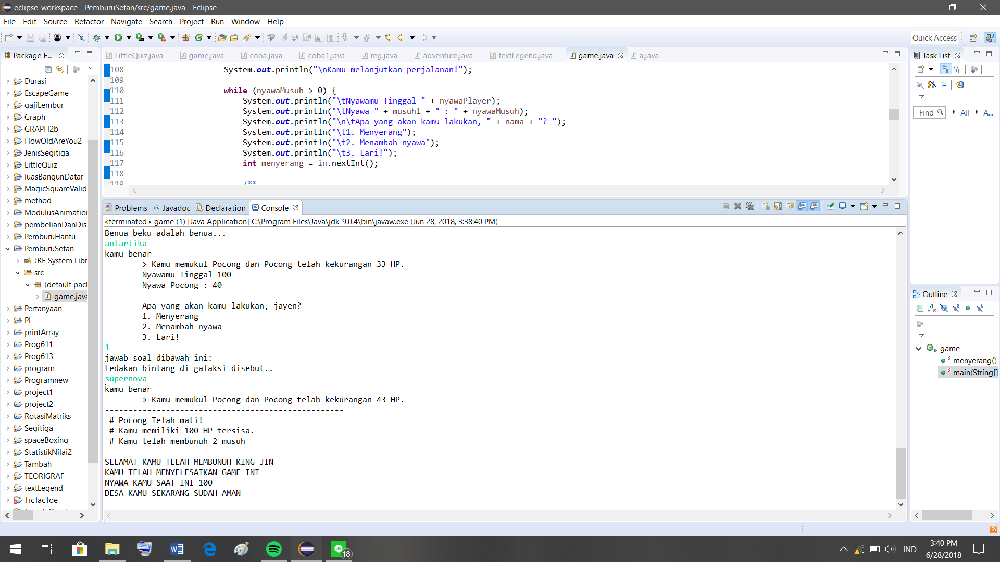 eclipse-workspace - PemburuSetan/src/game.java - Eclipse
File Edit Source Refactor Navigate Search Project Run Window Help
Quick Access
Package E...
Durasi
EscapeGame
gajiLembur
Graph
GRAPH2b
HowOldAreYou2
JenisSegitiga
LittleQuiz
luasBangunDatar
MagicSquareValid
method
ModulusAnimation
pembelianDanDisl
PemburuHantu
PemburuSetan
JRE System Libr
src
(default pack
game.java
Pertanyaan
PI
printArray
Prog611
Prog613
program
Programnew
project1
project2
RotasiMatriks
Segitiga
spaceBoxing
StatistikNilai2
Tambah
TEORIGRAF
textLegend
TicTacToe
LittleQuiz.java game.java coba.java coba1.java reg.java adventure.java textLegend.java game.java a.java
108 System.out.println("\nKamu melanjutkan perjalanan!");
109
110 while (nyawaMusuh > 0) {
111 System.out.println("\tNyawamu Tinggal " + nyawaPlayer);
112 System.out.println("\tNyawa " + musuh1 + " : " + nyawaMusuh);
113 System.out.println("\n\tApa yang akan kamu lakukan, " + nama + "? ");
114 System.out.println("\t1. Menyerang");
115 System.out.println("\t2. Menambah nyawa");
116 System.out.println("\t3. Lari!");
117 int menyerang = in.nextInt();
118
119 /**
Problems @ Javadoc Declaration Console
<terminated> game (1) [Java Application] C:\Program Files\Java\jdk-9.0.4\bin\javaw.exe (Jun 28, 2018, 3:38:40 PM)
Benua beku adalah benua...
antartika
kamu benar
> Kamu memukul Pocong dan Pocong telah kekurangan 33 HP.
Nyawamu Tinggal 100
Nyawa Pocong : 40
Apa yang akan kamu lakukan, jayen?
1. Menyerang
2. Menambah nyawa
3. Lari!
1
jawab soal dibawah ini:
Ledakan bintang di galaksi disebut..
supernova
kamu benar
> Kamu memukul Pocong dan Pocong telah kekurangan 43 HP.
---------------------------------------------------
# Pocong Telah mati!
# Kamu memiliki 100 HP tersisa.
# Kamu telah membunuh 2 musuh
--------------------------------------------------
SELAMAT KAMU TELAH MEMBUNUH KING JIN
KAMU TELAH MENYELESAIKAN GAME INI
NYAWA KAMU SAAT INI 100
DESA KAMU SEKARANG SUDAH AMAN
Task List
Find All A...
Outline
game
menyerang()
main(String[]
18
IND
3:40 PM
6/28/2018